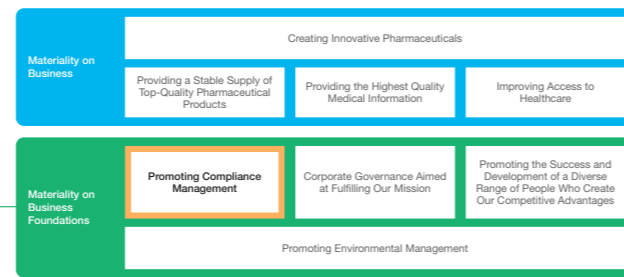 Materiality on
Business
Creating Innovative Pharmaceuticals
Providing a Stable Supply of
Top-Quality Pharmaceutical
Products
Providing the Highest Quality
Medical Information
Improving Access to
Healthcare
Materiality on
Business
Foundations
Promoting Compliance
Management
Corporate Governance Aimed
at Fulfilling Our Mission
Promoting the Success and
Development of a Diverse
Range of People Who Create
Our Competitive Advantages
Promoting Environmental Management